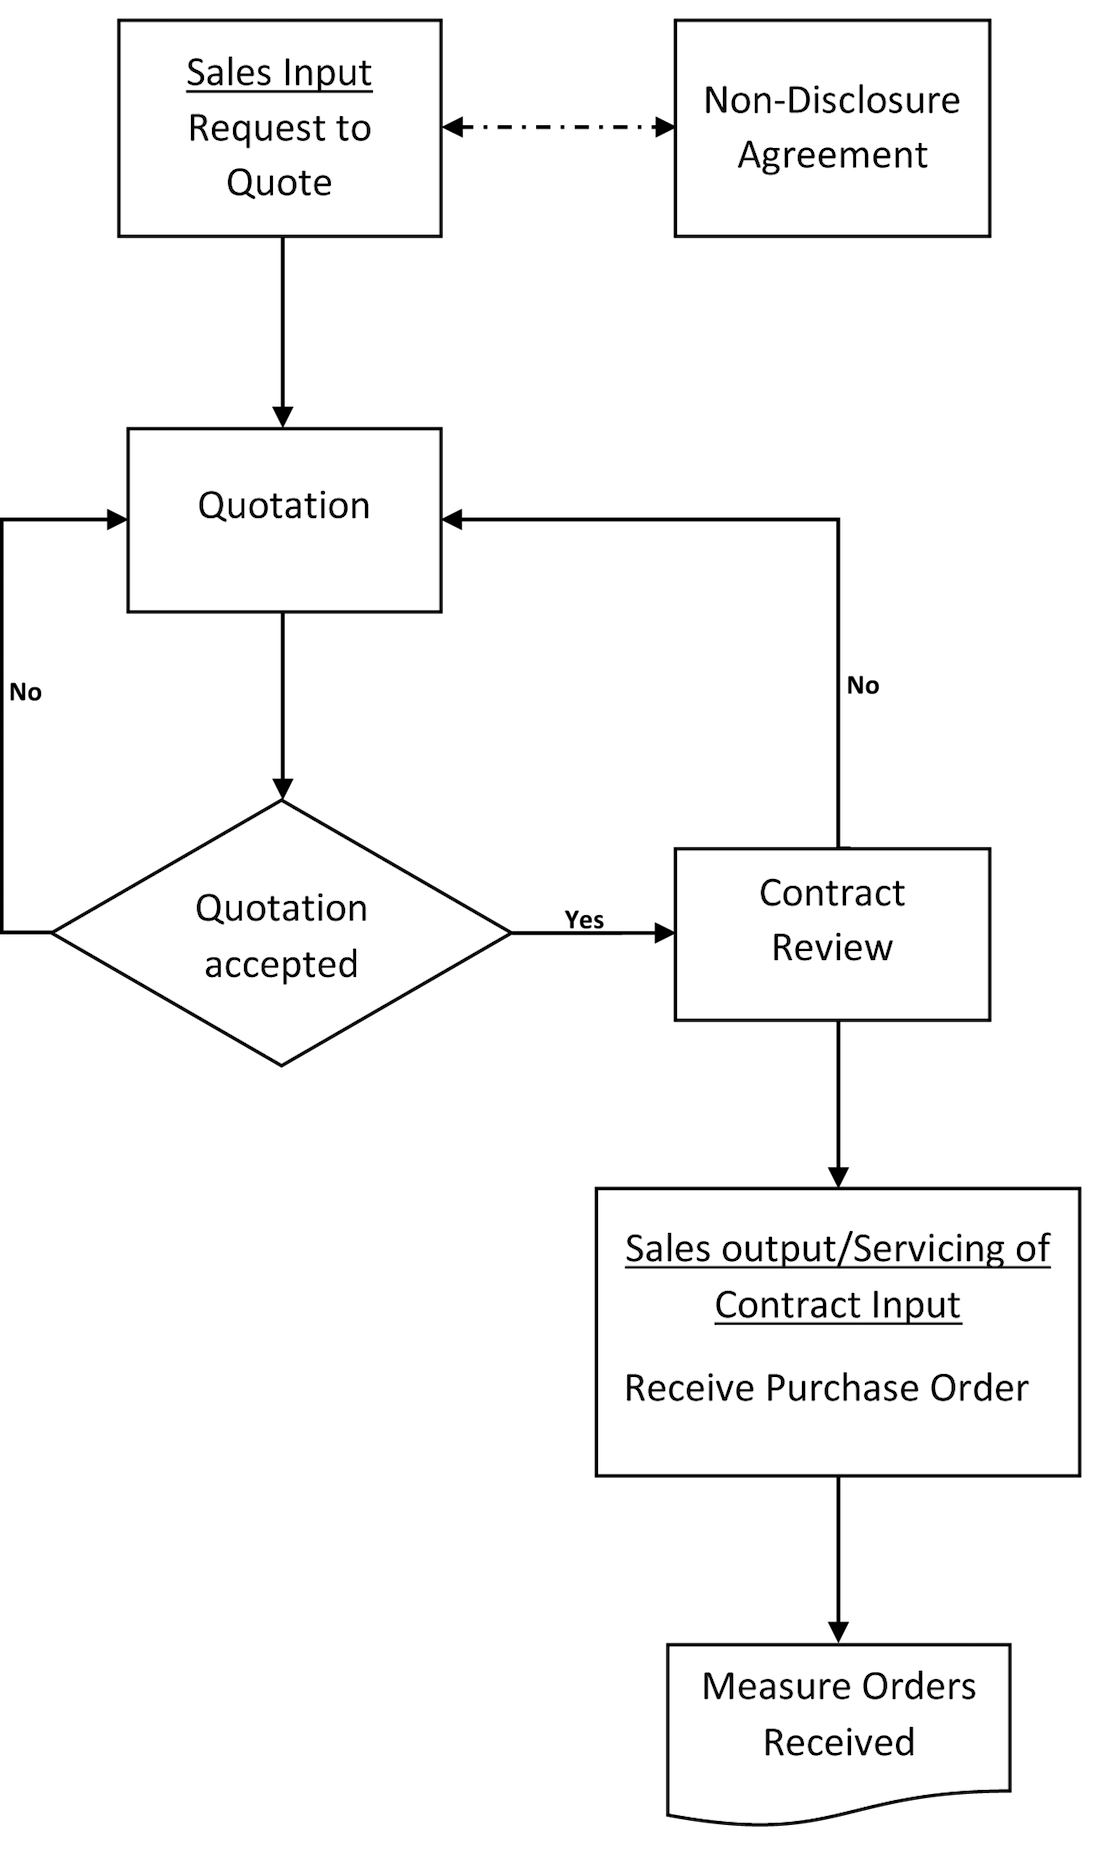 Sales Input
Request to
Quote
Non-Disclosure
Agreement
Quotation
No
No
Quotation
accepted
Yes
Contract
Review
Sales output/Servicing of
Contract Input
Receive Purchase Order
Measure Orders
Received